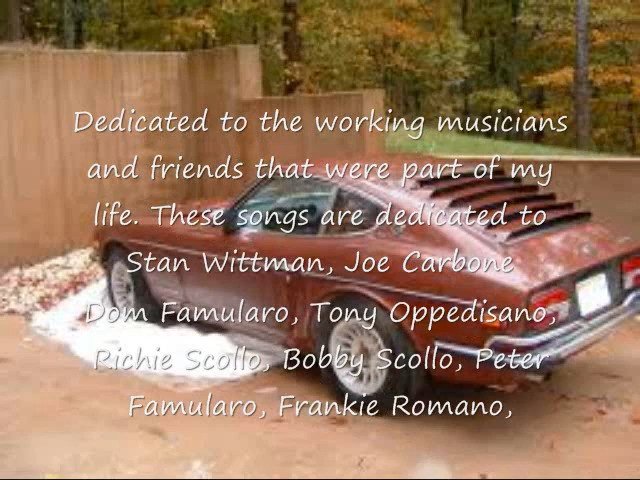 Dedicated to the working musicians
and friends that were part of my
life. These songs are dedicated to
Stan Wittman, Joe Carbone
Dom Famularo, Tony Oppedisano,
Richie Scollo, Bobby Scollo, Peter
Famularo, Frankie Romano,